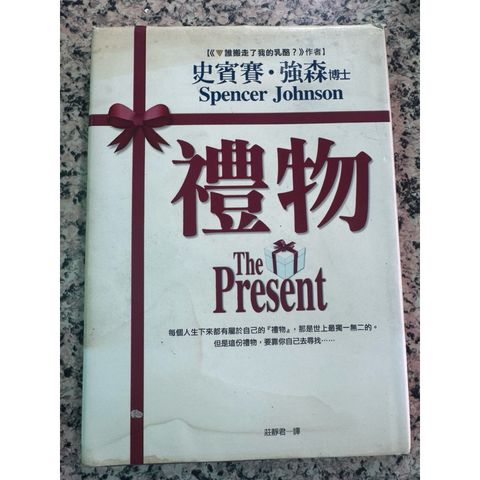 【《誰搬走了我的乳酪？》作者】
史賓賽・強森博士
Spencer Johnson
禮物
The
Present
每個人生下來都有屬於自己的『禮物』，那是世上最獨一無二的。
但是這份禮物，要靠你自己去尋找⋯⋯
莊靜君─譯